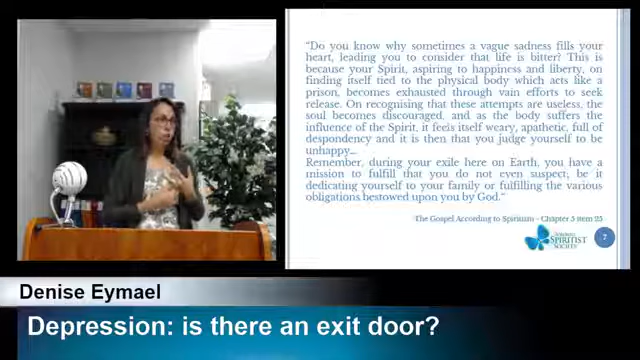 “Do you know why sometimes a vague sadness fills your
heart, leading you to consider that life is bitter? This is
because your Spirit, aspiring to happiness and liberty, on
finding itself tied to the physical body which acts like a
prison, becomes exhausted through vain efforts to seek
release. On recognising that these attempts are useless, the
soul becomes discouraged, and as the body suffers the
influence of the Spirit, it feels itself weary, apathetic, full of
despondency and it is then that you judge yourself to be
unhappy...
Remember, during your exile here on Earth, you have a
mission to fulfill that you do not even suspect; be it
dedicating yourself to your family or fulfilling the various
obligations bestowed upon you by God.“
The Gospel According to Spiritism – Chapter 5 item 25
SPIRITIST
SOCIETY
7
Denise Eymael
Depression: is there an exit door?